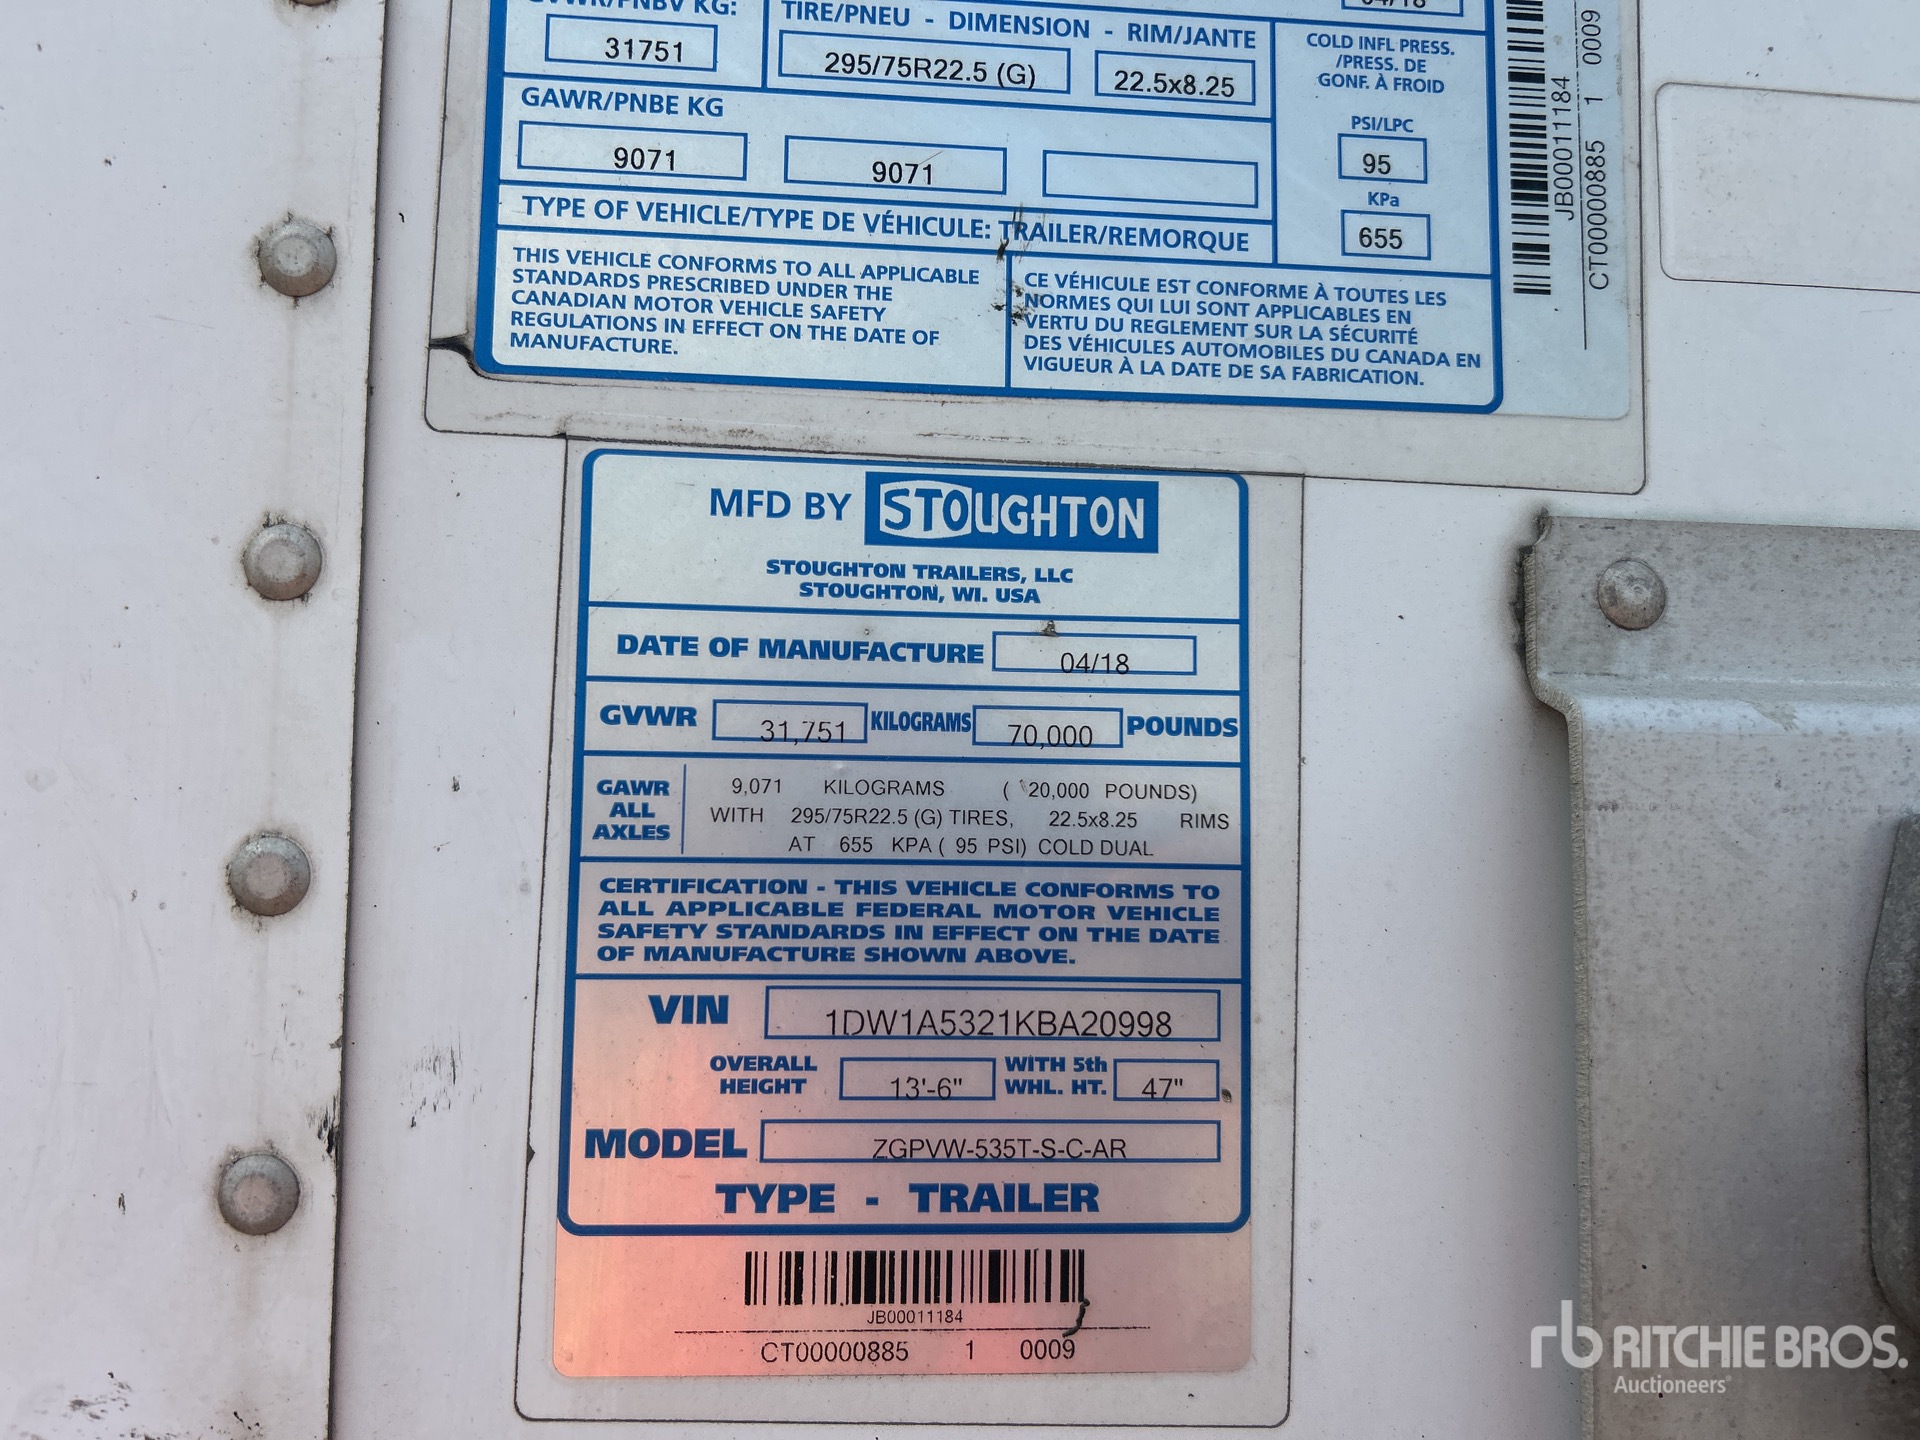 GVWR/PNBV KG:
31751
TIRE/PNEU - DIMENSION - RIM/JANTE
295/75R22.5 (G)
22.5x8.25
04/18
COLD INFL PRESS.
/PRESS. DE
GONF. À FROID
PSI/LPC
95
KPa
655
GAWR/PNBE KG
9071
9071
TYPE OF VEHICLE/TYPE DE VÉHICULE: TRAILER/REMORQUE
THIS VEHICLE CONFORMS TO ALL APPLICABLE
STANDARDS PRESCRIBED UNDER THE
CANADIAN MOTOR VEHICLE SAFETY
REGULATIONS IN EFFECT ON THE DATE OF
MANUFACTURE.
CE VÉHICULE EST CONFORME À TOUTES LES
NORMES QUI LUI SONT APPLICABLES EN
VERTU DU REGLEMENT SUR LA SÉCURITÉ
DES VÉHICULES AUTOMOBILES DU CANADA EN
VIGUEUR À LA DATE DE SA FABRICATION.
JB00011184
CT00000885 1 0009
MFD BY STOUGHTON
STOUGHTON TRAILERS, LLC
STOUGHTON, WI. USA
DATE OF MANUFACTURE 04/18
GVWR 31,751 KILOGRAMS 70,000 POUNDS
GAWR
ALL
AXLES
9,071 KILOGRAMS ( 20,000 POUNDS)
WITH 295/75R22.5 (G) TIRES, 22.5x8.25 RIMS
AT 655 KPA ( 95 PSI) COLD DUAL
CERTIFICATION - THIS VEHICLE CONFORMS TO
ALL APPLICABLE FEDERAL MOTOR VEHICLE
SAFETY STANDARDS IN EFFECT ON THE DATE
OF MANUFACTURE SHOWN ABOVE.
VIN 1DW1A5321KBA20998
OVERALL
HEIGHT
13'-6"
WITH 5th
WHL. HT.
47"
MODEL ZGPVW-535T-S-C-AR
TYPE - TRAILER
JB00011184
CT00000885 1 0009
rb RITCHIE BROS.
Auctioneers